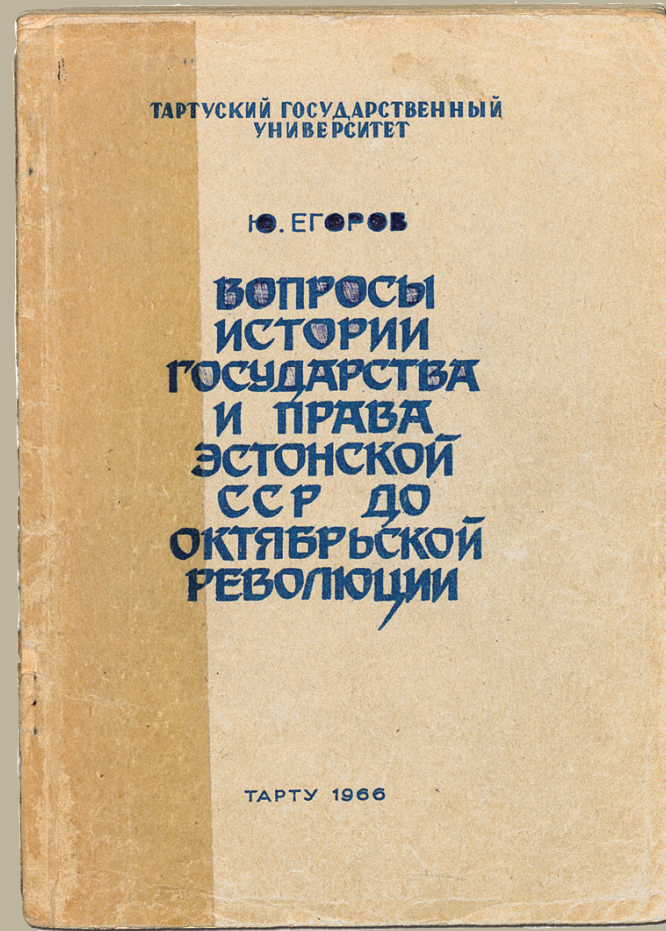 ТАРТУСКИЙ ГОСУДАРСТВЕННЫЙ
УНИВЕРСИТЕТ
Ю. ЕГОРОВ
ВОПРОСЫ
ИСТОРИИ
ГОСУДАРСТВА
И ПРАВА
ЭСТОНСКОЙ
ССР ДО
ОКТЯБРЬСКОЙ
РЕВОЛЮЦИИ
ТАРТУ 1966